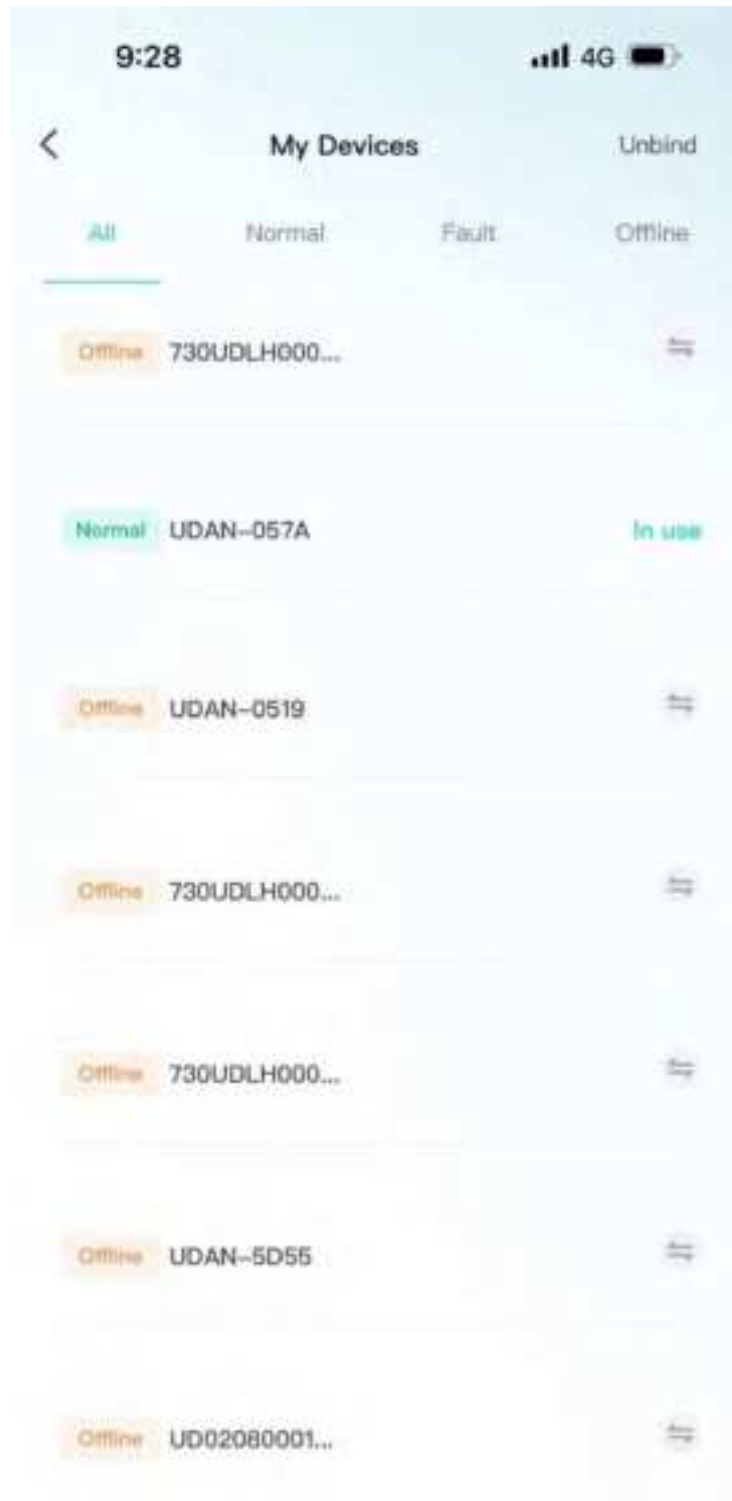 9:28 4G
My Devices Unbind
All Normal Fault Offline
Offline 730UDLH000...
Normal UDAN-057A In use
Offline UDAN-0519
Offline 730UDLH000...
Offline 730UDLH000...
Offline UDAN-5D55
Offline UD02080001...